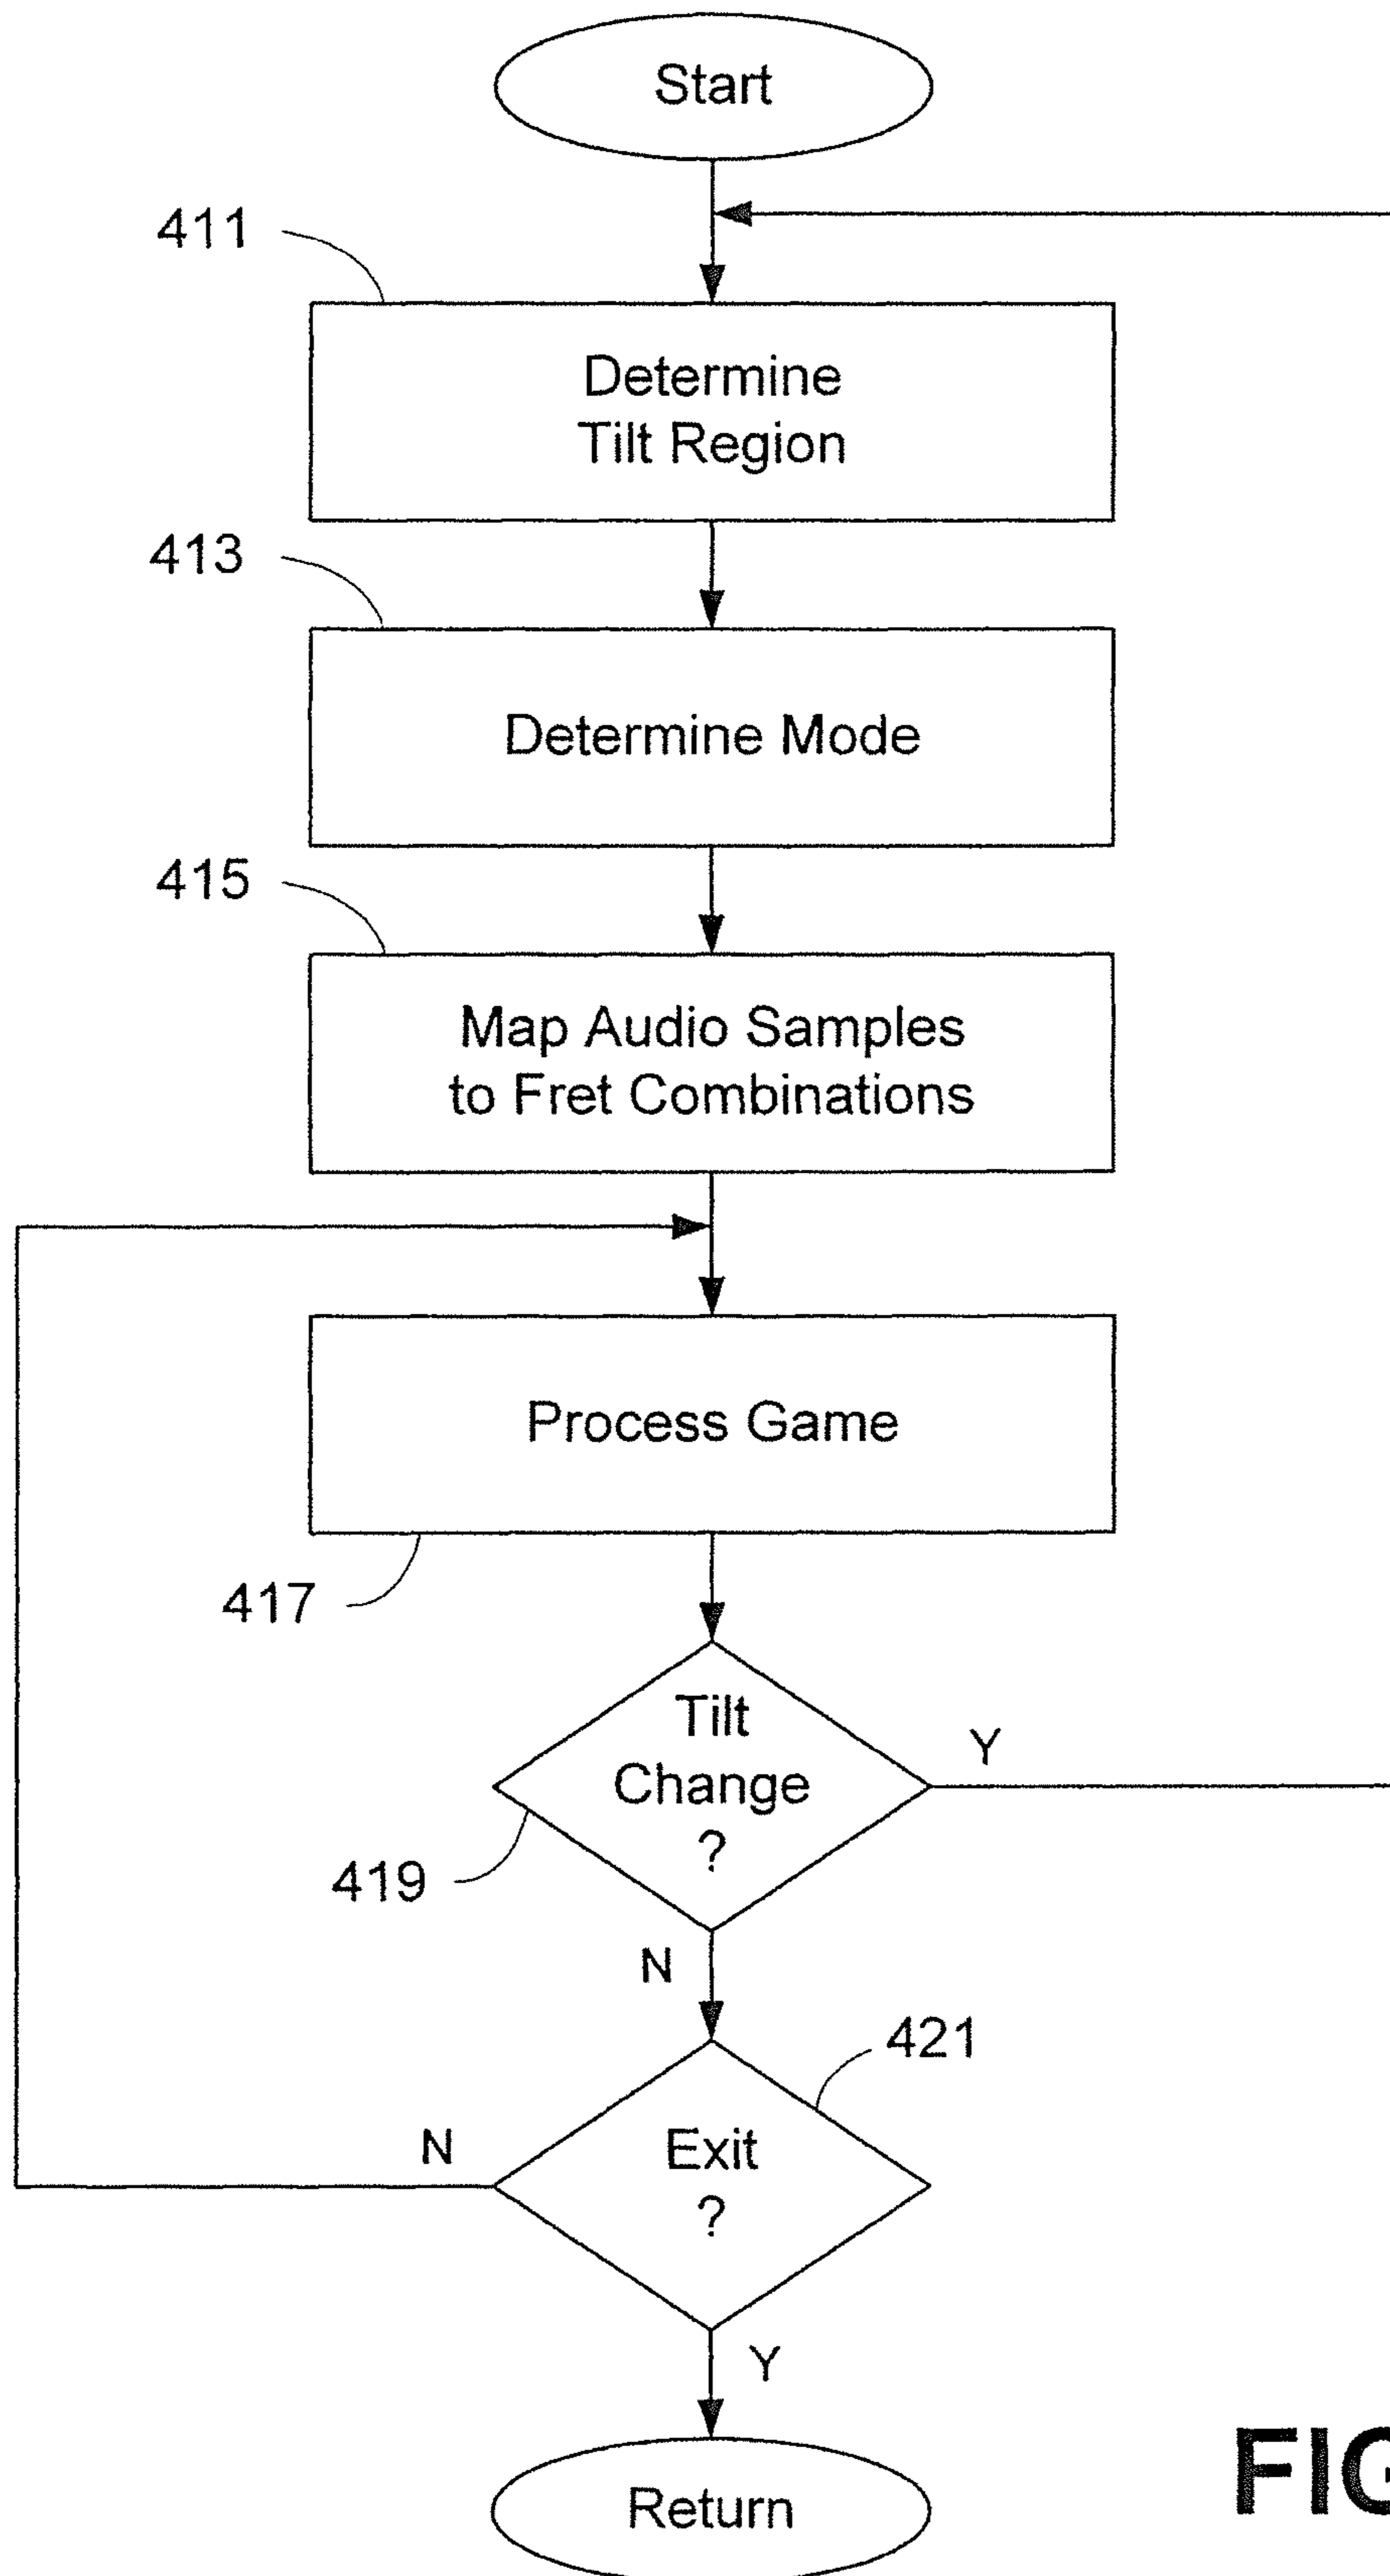 Start
411
Determine
Tilt Region
413
Determine Mode
415
Map Audio Samples
to Fret Combinations
Process Game
417
Tilt
Change
?
Y
419
N
421
Exit
?
N
Y
Return
FIG